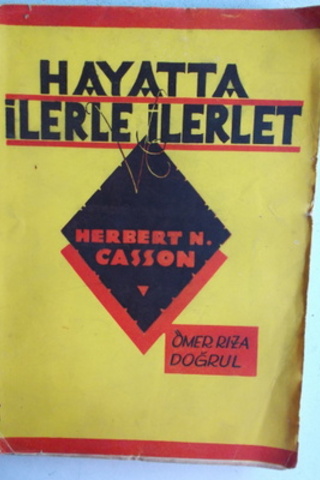 HAYATTA
İLERLE İLERLET
HERBERT N.
CASSON
ÖMER RIZA
DOĞRUL